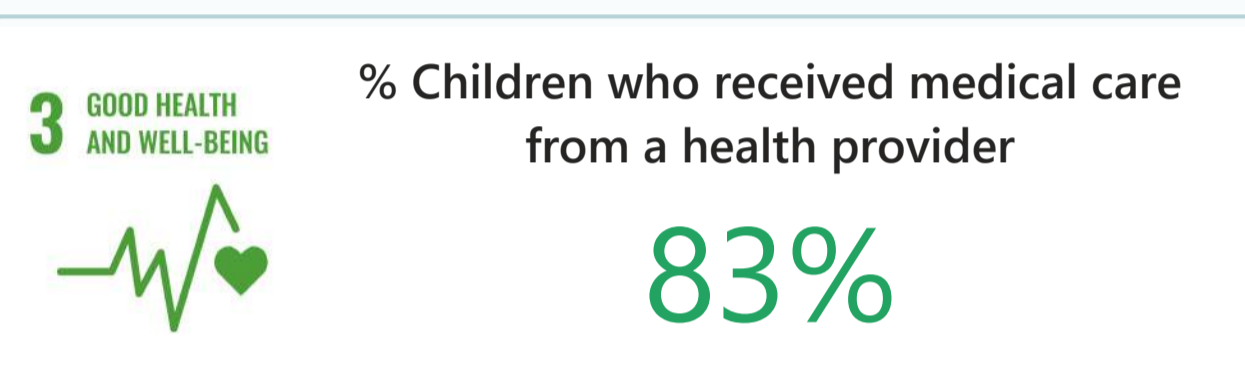 3 GOOD HEALTH
AND WELL-BEING
% Children who received medical care
from a health provider
83%